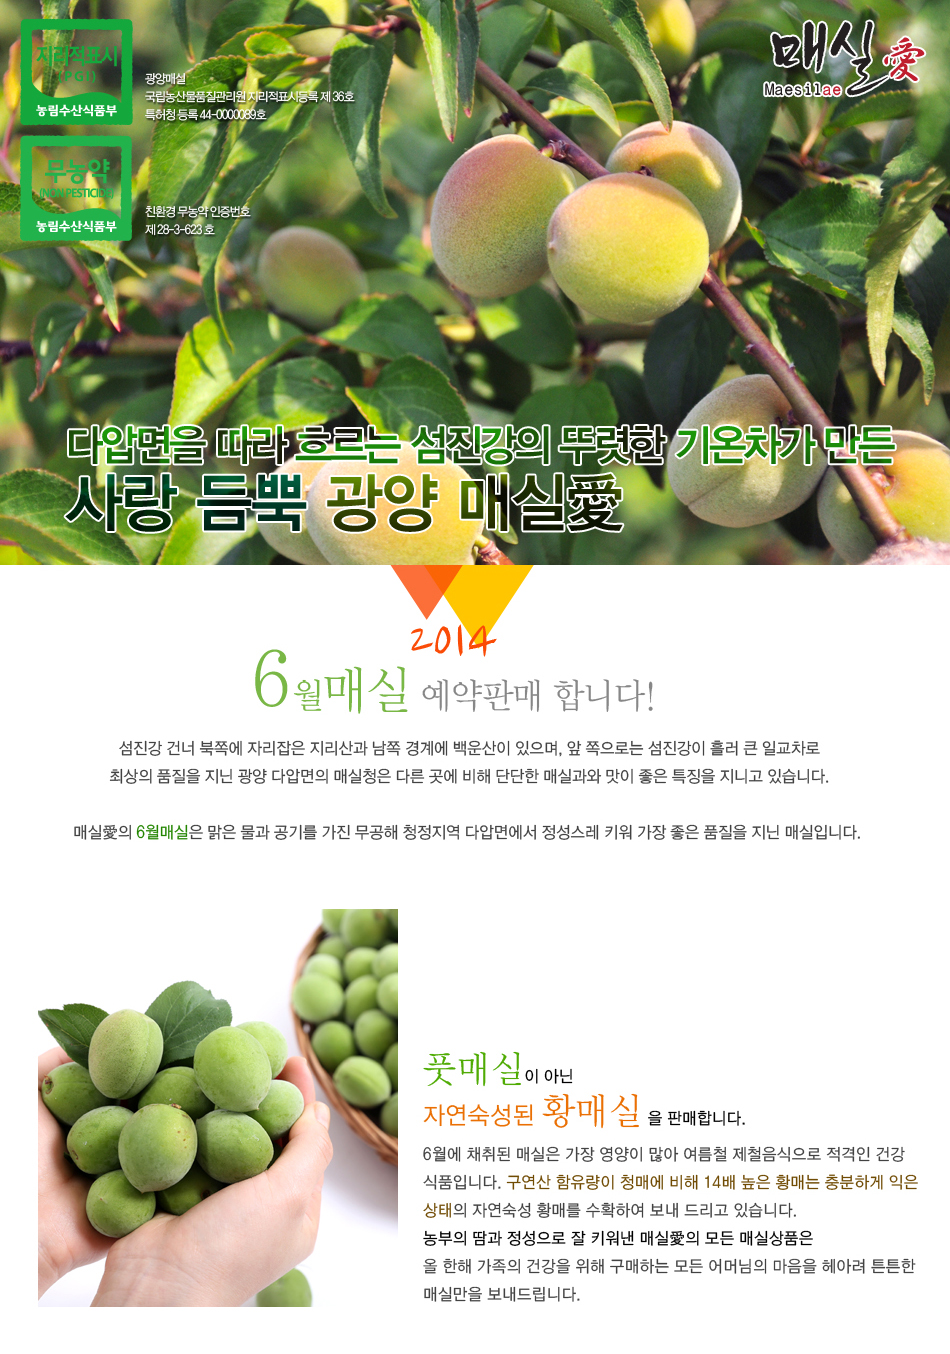 지리적표시
(PGI)
농림수산식품부
광양매실
국립농산물품질관리원 지리적표시등록 제 36호
특허청 등록 44-0000089호
매실愛
Maesilae
무농약
(NON PESTICIDE)
농림수산식품부
친환경 무농약 인증번호
제 28-3-623 호
다압면을 따라 흐르는 섬진강의 뚜렷한 기온차가 만든
사랑 듬뿍 광양 매실愛
2014
6월매실 예약판매 합니다!
섬진강 건너 북쪽에 자리잡은 지리산과 남쪽 경계에 백운산이 있으며, 앞 쪽으로는 섬진강이 흘러 큰 일교차로
최상의 품질을 지닌 광양 다압면의 매실청은 다른 곳에 비해 단단한 매실과와 맛이 좋은 특징을 지니고 있습니다.
매실愛의 6월매실은 맑은 물과 공기를 가진 무공해 청정지역 다압면에서 정성스레 키워 가장 좋은 품질을 지닌 매실입니다.
풋매실이 아닌
자연숙성된 황매실 을 판매합니다.
6월에 채취된 매실은 가장 영양이 많아 여름철 제철음식으로 적격인 건강
식품입니다. 구연산 함유량이 청매에 비해 14배 높은 황매는 충분하게 익은
상태의 자연숙성 황매를 수확하여 보내 드리고 있습니다.
농부의 땀과 정성으로 잘 키워낸 매실愛의 모든 매실상품은
올 한해 가족의 건강을 위해 구매하는 모든 어머님의 마음을 헤아려 튼튼한
매실만을 보내드립니다.